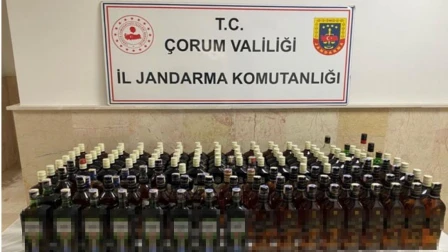 T.C.
ÇORUM VALİLİĞİ
İL JANDARMA KOMUTANLIĞI